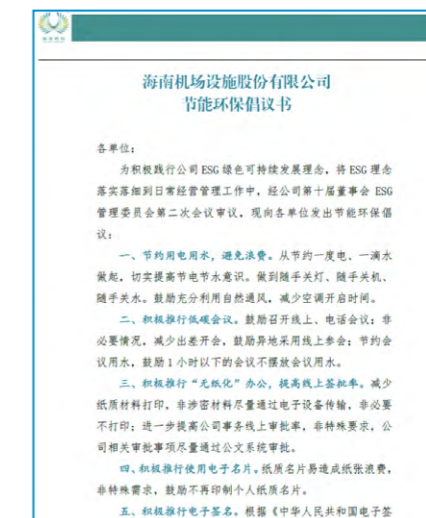 海南机场设施股份有限公司
节能环保倡议书
各单位：
为积极践行公司 ESG 绿色可持续发展理念，将 ESG 理念
落实落细到日常经营管理工作中，经公司第十届董事会 ESG
管理委员会第二次会议审议，现向各单位发出节能环保倡
议：
一、节约用电用水，避免浪费。从节约一度电、一滴水
做起，切实提高节电节水意识。做到随手关灯、随手关机、
随手关水。鼓励充分利用自然通风，减少空调开启时间。
二、积极推行低碳会议。鼓励召开线上、电话会议；非
必要情况，减少出差开会，鼓励异地采用线上参会；节约会
议用水，鼓励 1 小时以下的会议不摆放会议用水。
三、积极推行“无纸化”办公，提高线上签批率。减少
纸质材料打印，非涉密材料尽量通过电子设备传输，非必要
不打印；进一步提高公司事务线上审批率，非特殊要求，公
司相关审批事项尽量通过公文系统审批。
四、积极推行使用电子名片。纸质名片易造成纸张浪费，
非特殊需求，鼓励不再印制个人纸质名片。
五、积极推行电子签名。根据《中华人民共和国电子签